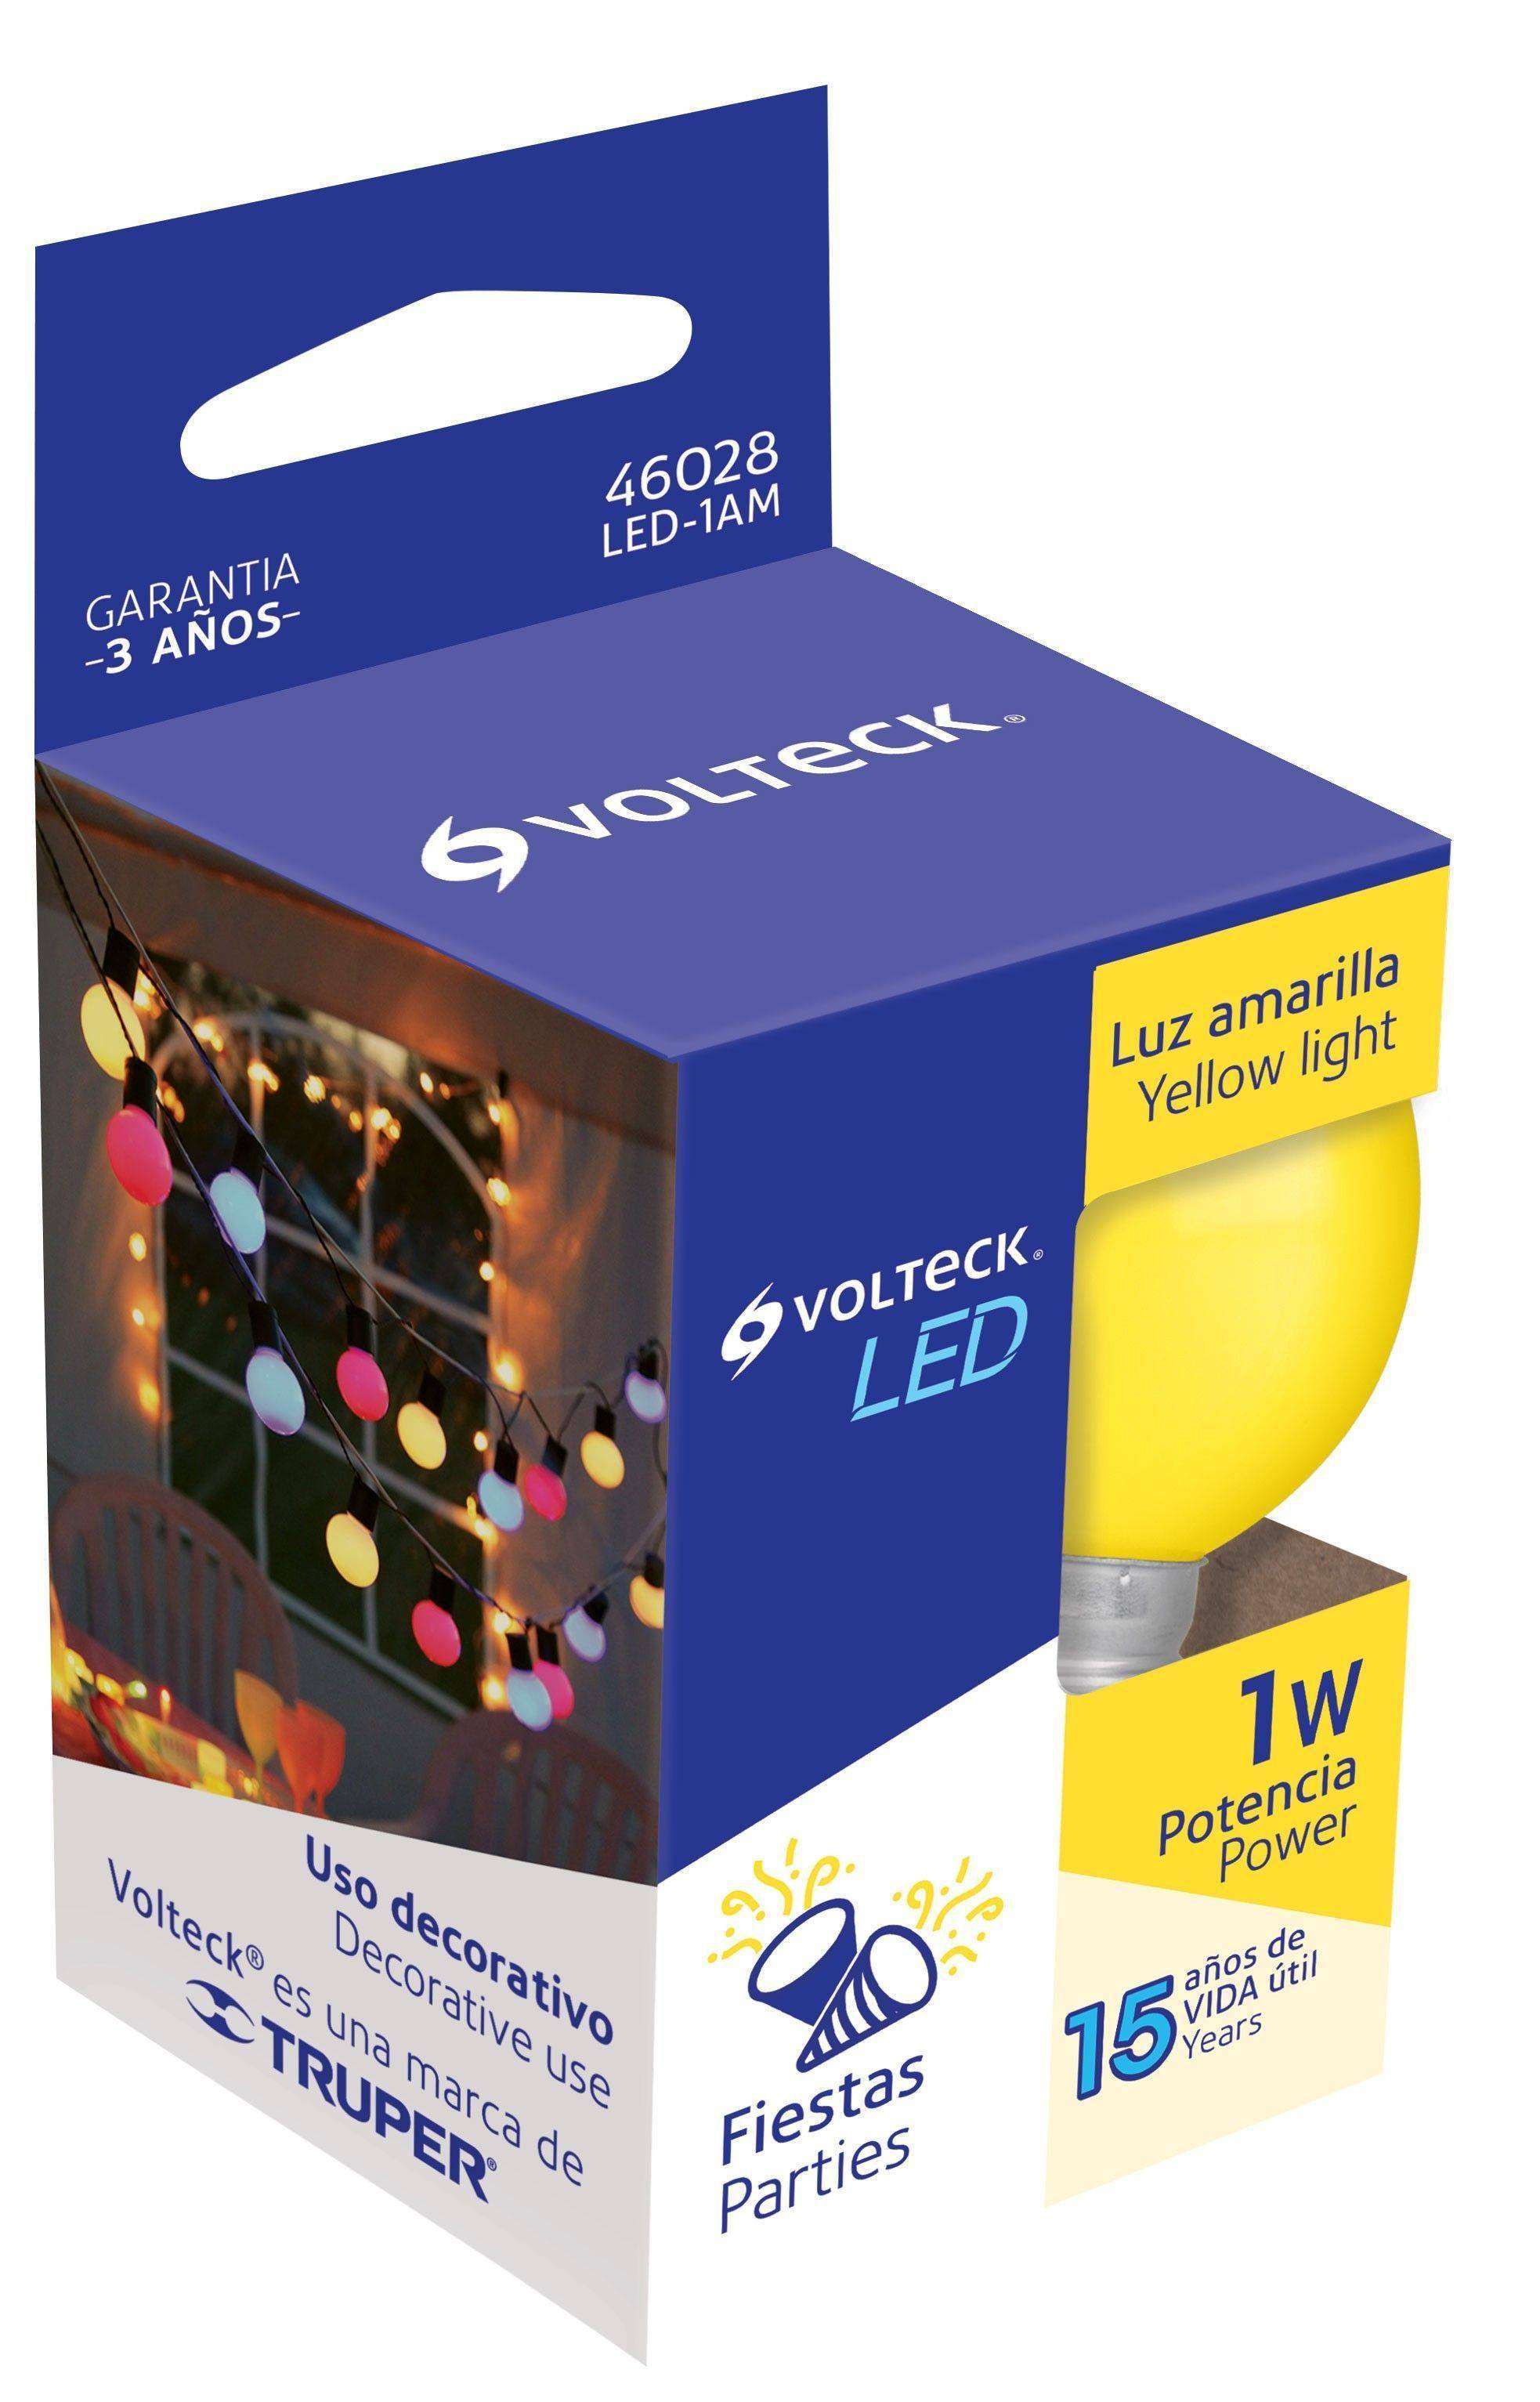 46028
LED-1AM
GARANTIA
-3 AÑOS-
VOLTECK®
Luz amarilla
Yellow light
VOLTECK®
LED
1W
Potencia
Power
15 años de
VIDA útil
Years
Fiestas
Parties
Uso decorativo
Decorative use
Volteck® es una marca de
TRUPER®